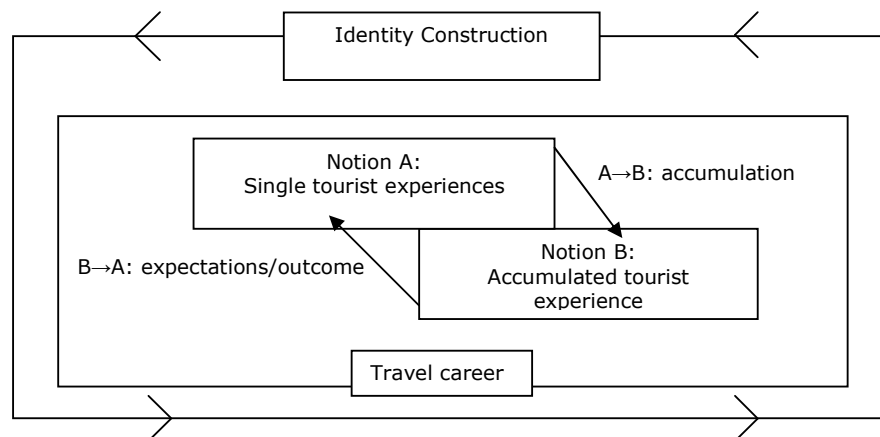 Identity Construction
Notion A:
Single tourist experiences
A→B: accumulation
B→A: expectations/outcome
Notion B:
Accumulated tourist
experience
Travel career